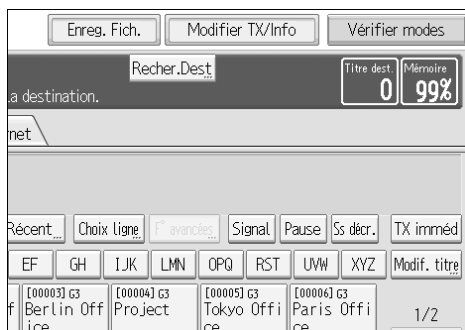 Enreg. Fich. Modifier TX/Info Vérifier modes
Recher.Dest. Titre dest. Mémoire
la destination. 0 99%
rnet
Récent Choix ligne F° avancées Signal Pause Ss décr. TX imméd
EF GH IJK LMN OPQ RST UVW XYZ Modif. titre
[00003] G3 [00004] G3 [00005] G3 [00006] G3
f Berlin Off Project Tokyo Offi Paris Offi 1/2
ice ce ce